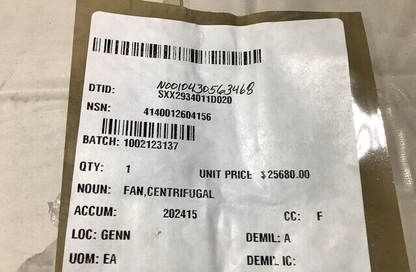 N0010430563468
DTID: SXX2934011D020
NSN: 4140012604156
BATCH: 1002123137
QTY: 1 UNIT PRICE $25680.00
NOUN: FAN,CENTRIFUGAL
ACCUM: 202415 CC: F
LOC: GENN DEMIL: A
UOM: EA DEMIL IC: